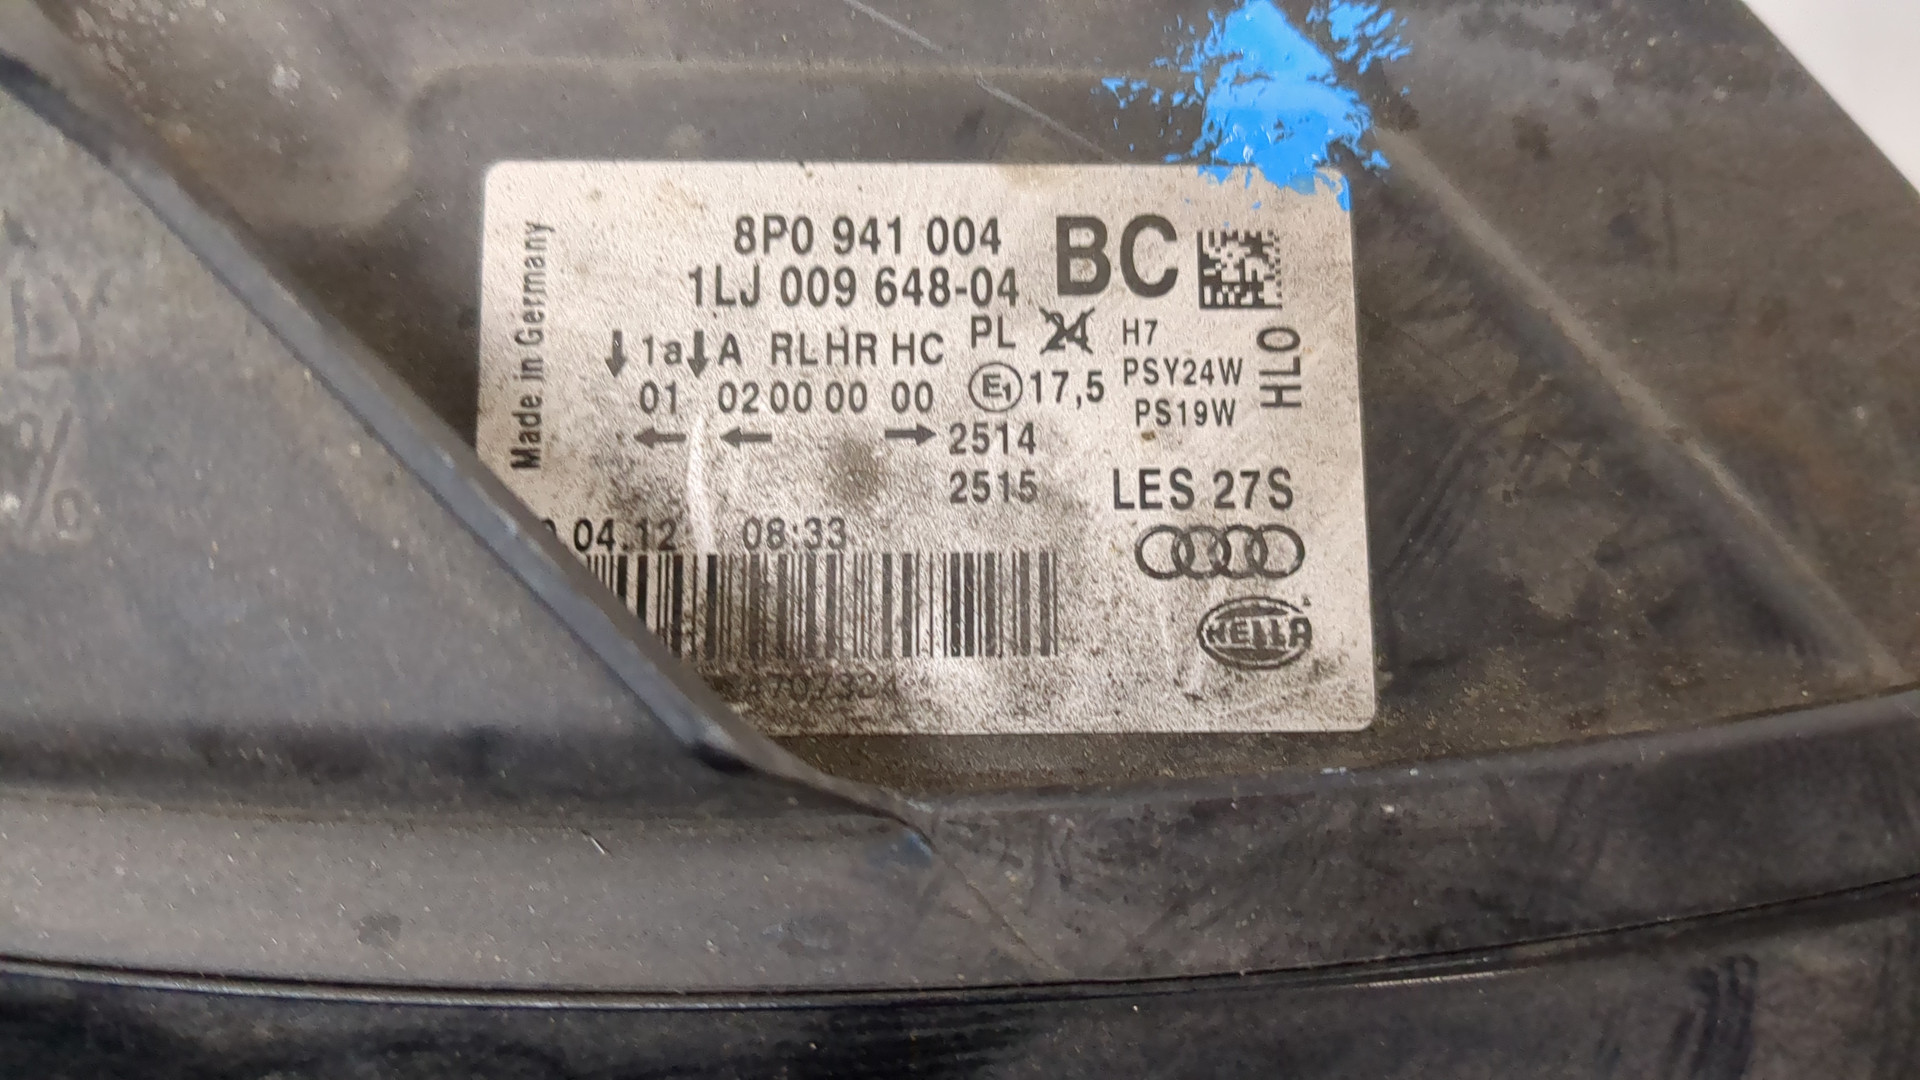 Made in Germany
8P0 941 004 BC
1LJ 009 648-04
↓ 1a ↓ A RL HR HC PL 24 H7
01 02 00 00 00 E1 17,5 PSY24W
PS19W
HLO
← ← → 2514
2515
LES 27S
04.12 08:33
HELLA